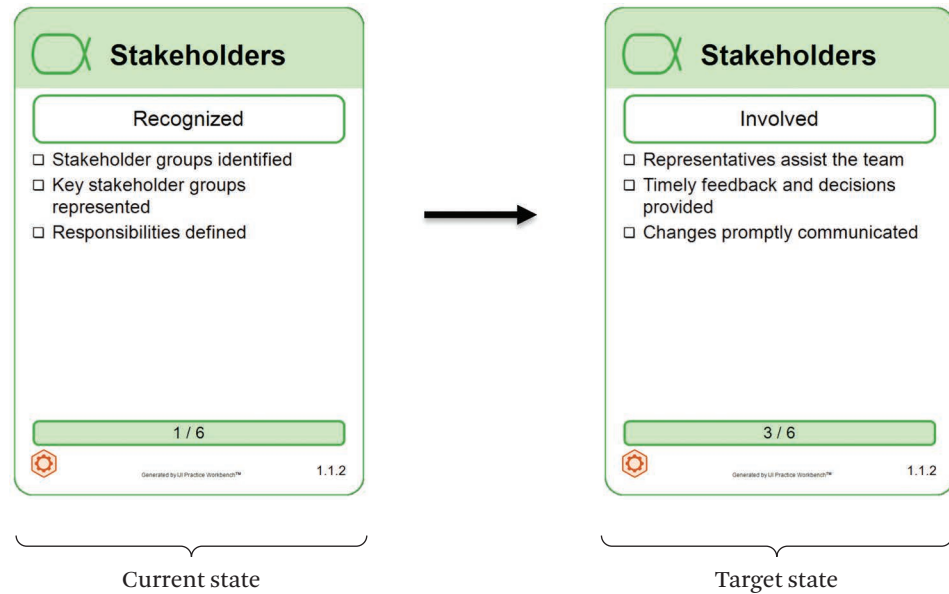 Stakeholders
Recognized
❑ Stakeholder groups identified
❑ Key stakeholder groups
represented
❑ Responsibilities defined
1 / 6
Generated by IJI Practice Workbench™
1.1.2
Current state
Stakeholders
Involved
❑ Representatives assist the team
❑ Timely feedback and decisions
provided
❑ Changes promptly communicated
3 / 6
Generated by IJI Practice Workbench™
1.1.2
Target state